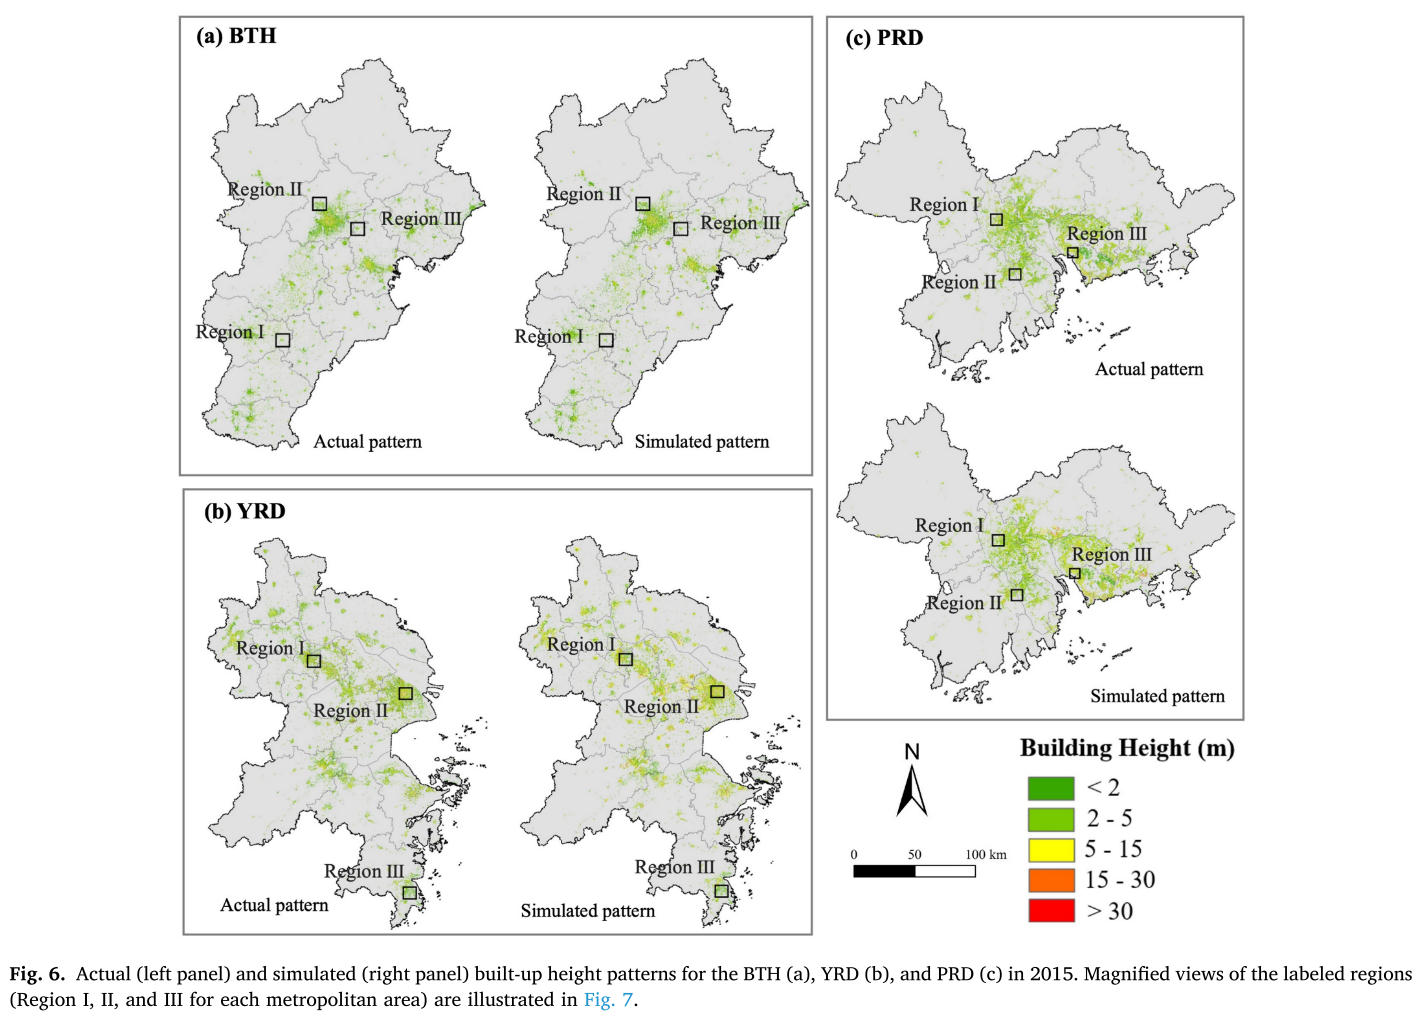 (a) BTH
Region II
Region III
Region I
Actual pattern
Region II
Region III
Region I
Simulated pattern
(b) YRD
Region I
Region II
Region III
Actual pattern
Region I
Region II
Region III
Simulated pattern
(c) PRD
Region I
Region III
Region II
Actual pattern
Region I
Region III
Region II
Simulated pattern
N
0 50 100 km
Building Height (m)
< 2
2 - 5
5 - 15
15 - 30
> 30
Fig. 6. Actual (left panel) and simulated (right panel) built-up height patterns for the BTH (a), YRD (b), and PRD (c) in 2015. Magnified views of the labeled regions
(Region I, II, and III for each metropolitan area) are illustrated in Fig. 7.